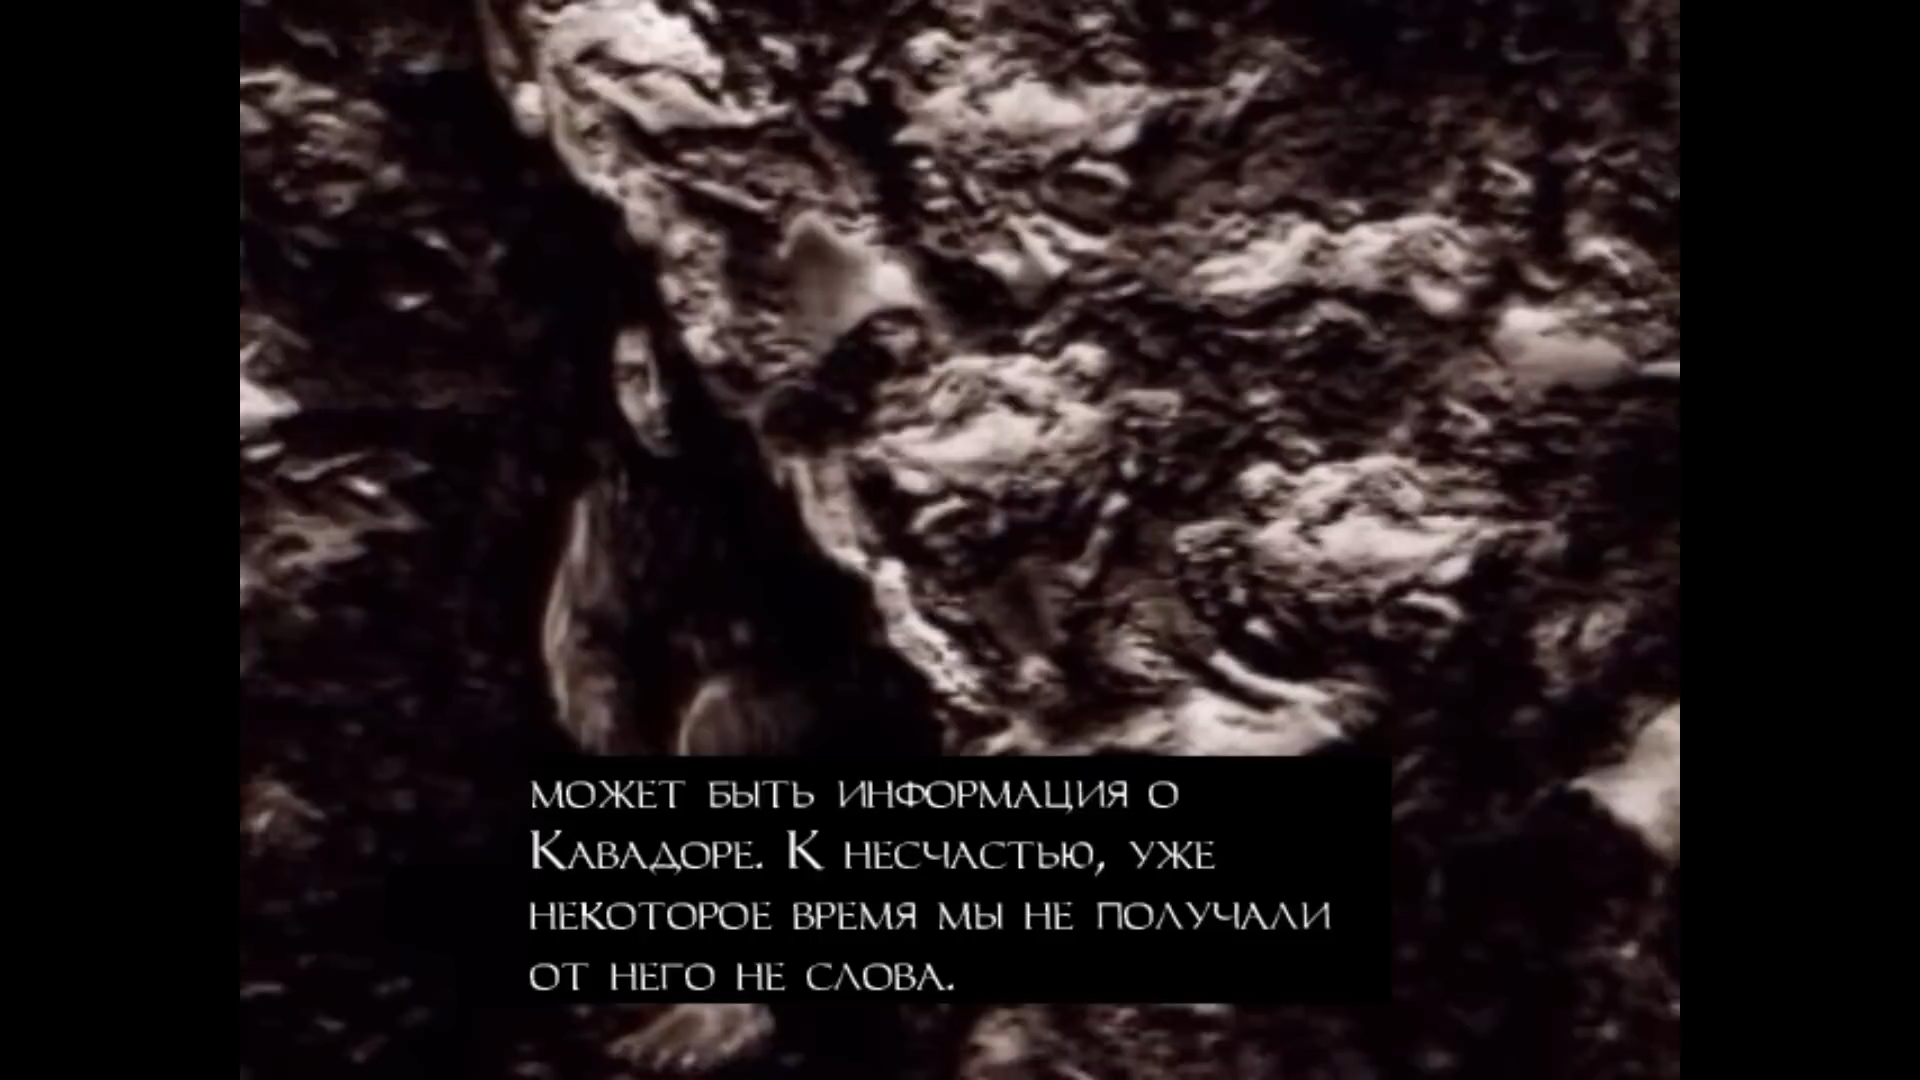 может быть информация о
Кавадоре. К несчастью, уже
некоторое время мы не получали
от него не слова.